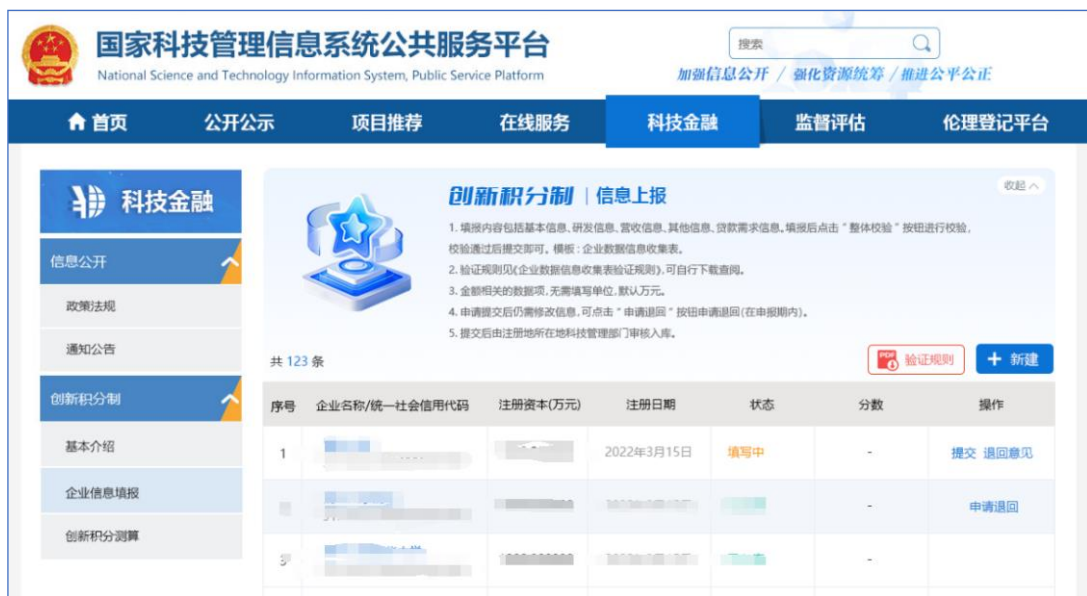 国家科技管理信息系统公共服务平台
National Science and Technology Information System, Public Service Platform
搜索
加强信息公开 / 强化资源统筹 / 推进公平公正
首页 公开公示 项目推荐 在线服务 科技金融 监督评估 伦理登记平台
科技金融
信息公开
政策法规
通知公告
创新积分制
基本介绍
企业信息填报
创新积分测算
创新积分制 | 信息上报
收起
1. 填报内容包括基本信息、研发信息、营收信息、其他信息、贷款需求信息。填报后点击“整体校验”按钮进行校验,
校验通过后提交即可。模板:企业数据信息收集表。
2. 验证规则见(企业数据信息收集表验证规则),可自行下载查阅。
3. 金额相关的数据项,无需填写单位,默认万元。
4. 申请提交后仍需修改信息,可点击“申请退回”按钮申请退回(在申报期内)。
5. 提交后由注册地所在地科技管理部门审核入库。
共 123 条
PDF 验证规则
+ 新建
序号 企业名称/统一社会信用代码 注册资本(万元) 注册日期 状态 分数 操作
1 2022年3月15日 填写中 - 提交 退回意见
- 申请退回
-